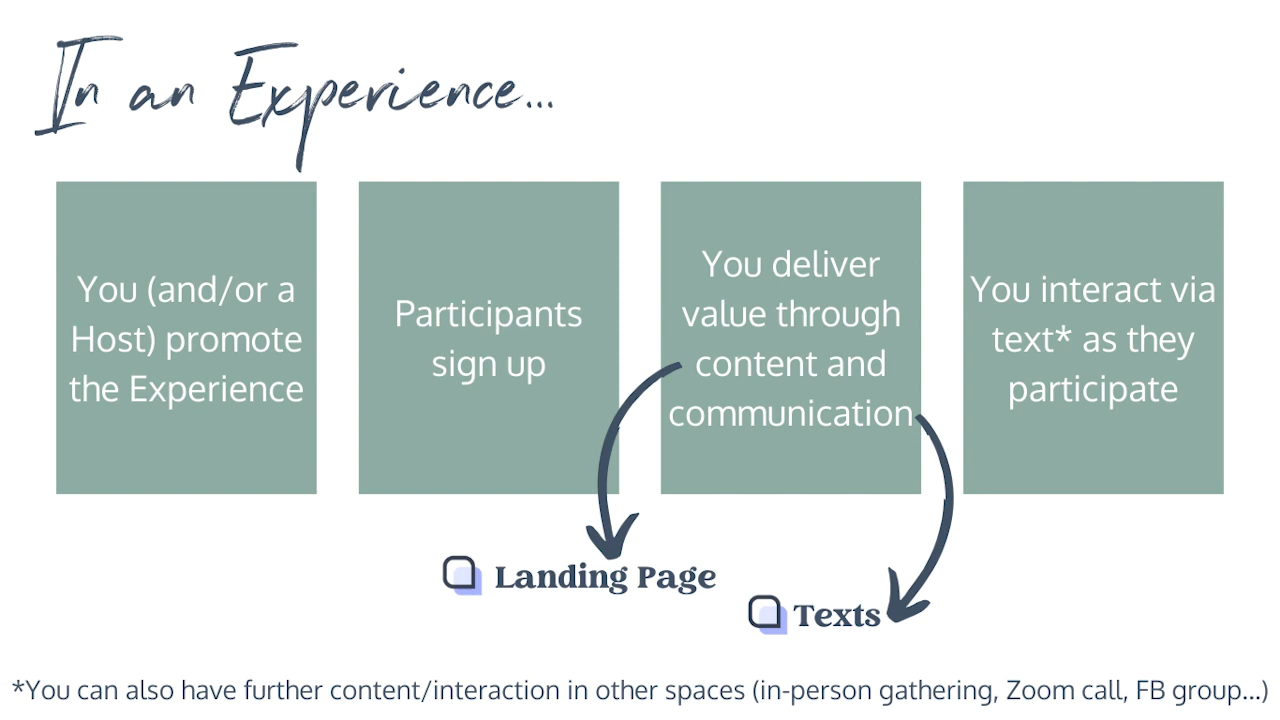 In an Experience...
You (and/or a
Host) promote
the Experience
Participants
sign up
You deliver
value through
content and
communication
You interact via
text* as they
participate
Landing Page
Texts
*You can also have further content/interaction in other spaces (in-person gathering, Zoom call, FB group...)